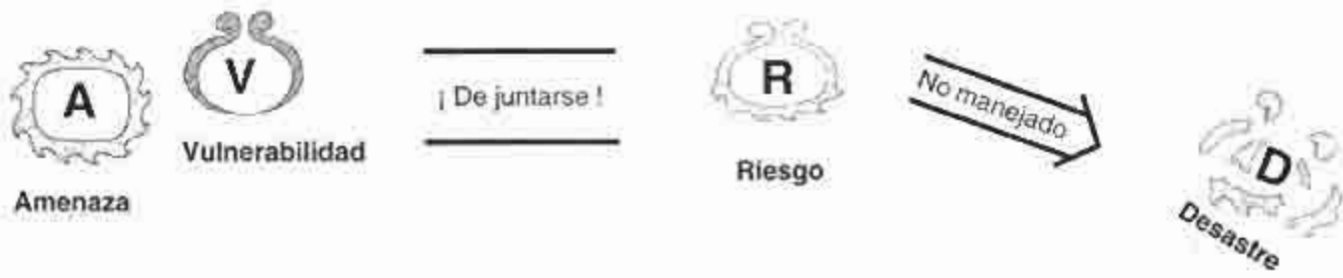 A
Amenaza
V
Vulnerabilidad
¡ De juntarse !
R
Riesgo
No manejado
D
Desastre